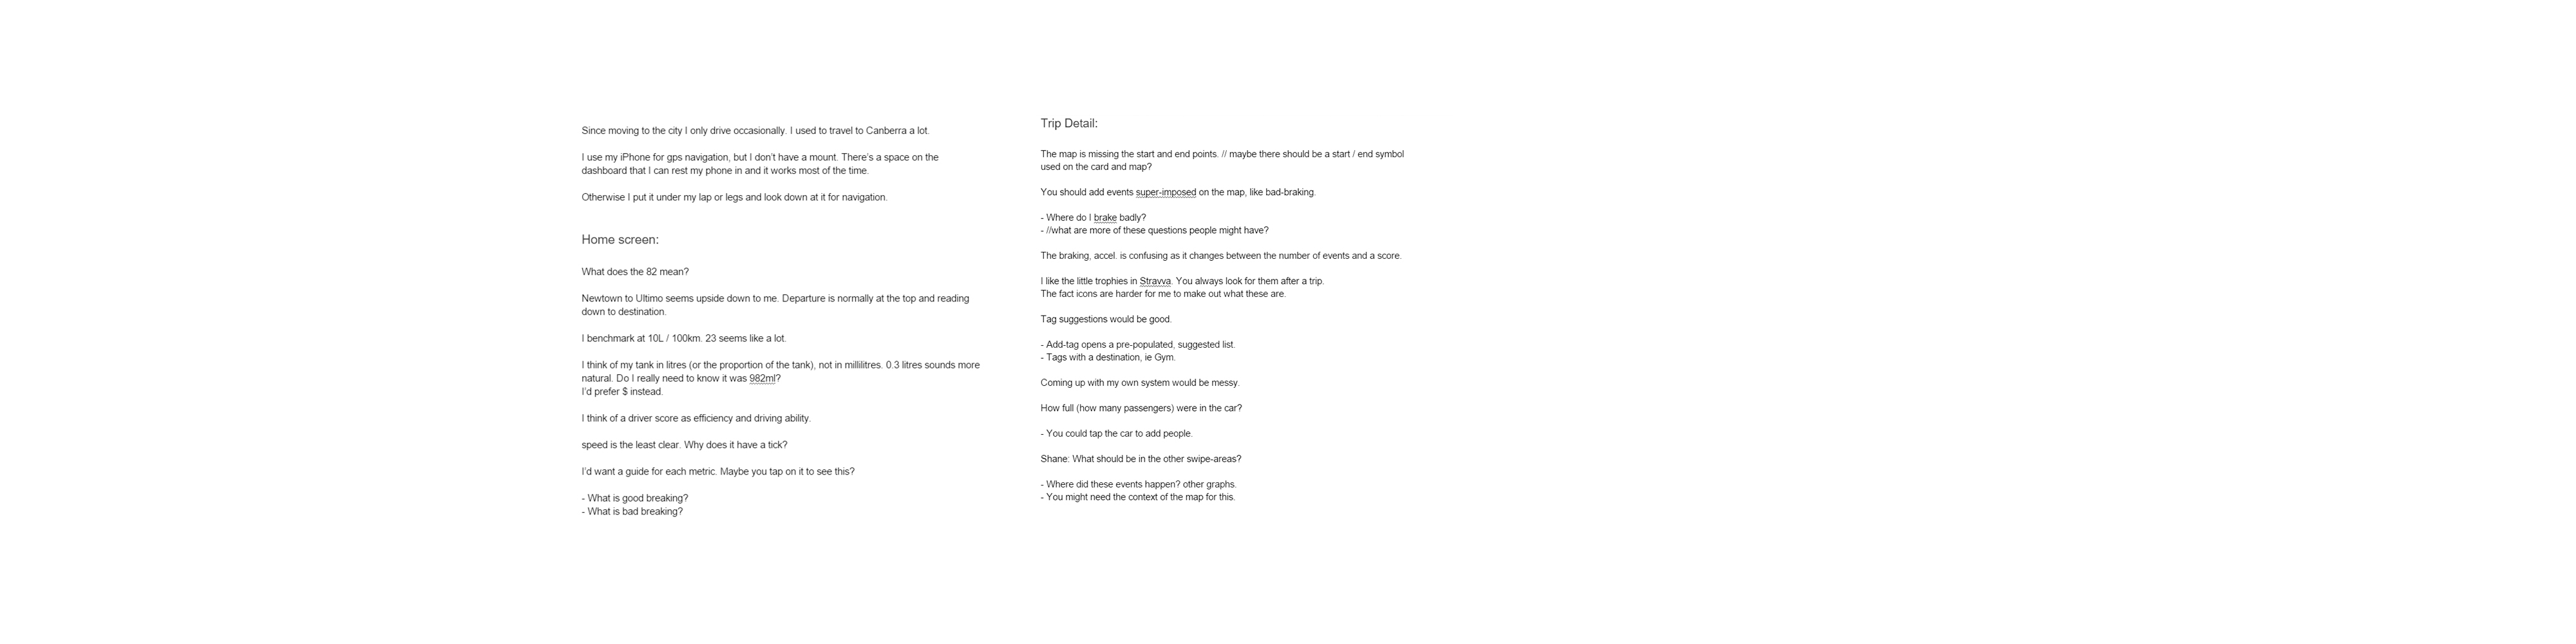 Since moving to the city I only drive occasionally. I used to travel to Canberra a lot.
I use my iPhone for gps navigation, but I don't have a mount. There's a space on the
dashboard that I can rest my phone in and it works most of the time.
Otherwise I put it under my lap or legs and look down at it for navigation.
Home screen:
What does the 82 mean?
Newtown to Ultimo seems upside down to me. Departure is normally at the top and reading
down to destination.
I benchmark at 10L / 100km. 23 seems like a lot.
I think of my tank in litres (or the proportion of the tank), not in millilitres. 0.3 litres sounds more
natural. Do I really need to know it was 982ml?
I'd prefer $ instead.
I think of a driver score as efficiency and driving ability.
speed is the least clear. Why does it have a tick?
I'd want a guide for each metric. Maybe you tap on it to see this?
- What is good breaking?
- What is bad breaking?
Trip Detail:
The map is missing the start and end points. // maybe there should be a start / end symbol
used on the card and map?
You should add events super-imposed on the map, like bad-braking.
- Where do I brake badly?
- //what are more of these questions people might have?
The braking, accel. is confusing as it changes between the number of events and a score.
I like the little trophies in Stravva. You always look for them after a trip.
The fact icons are harder for me to make out what these are.
Tag suggestions would be good.
- Add-tag opens a pre-populated, suggested list.
- Tags with a destination, ie Gym.
Coming up with my own system would be messy.
How full (how many passengers) were in the car?
- You could tap the car to add people.
Shane: What should be in the other swipe-areas?
- Where did these events happen? other graphs.
- You might need the context of the map for this.